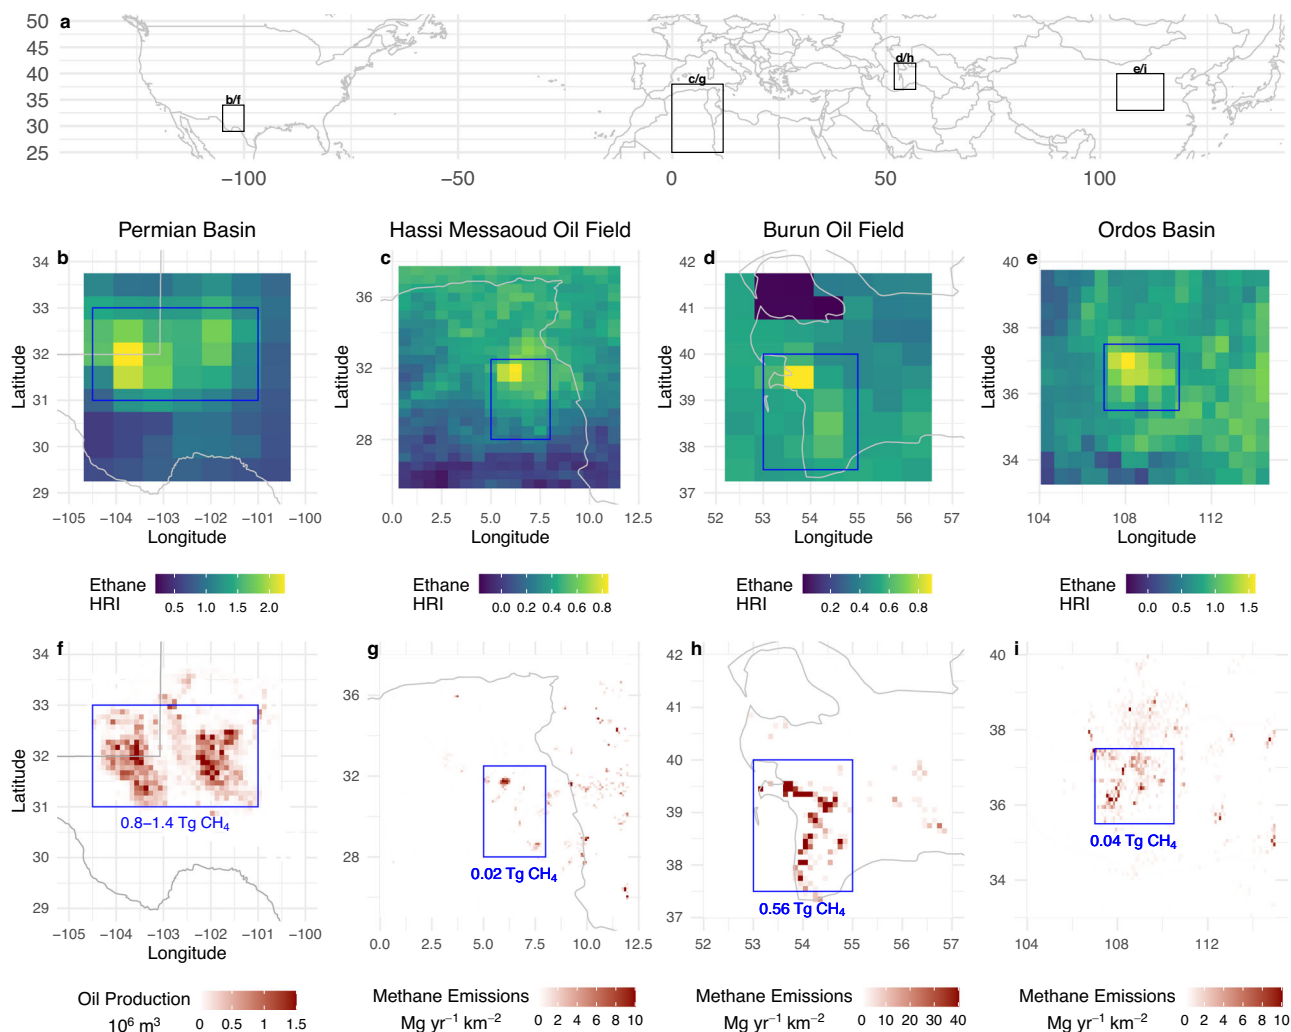 a
50
45
40
35
30
25
b/f
c/g
d/h
e/i
−100 −50 0 50 100
Permian Basin Hassi Messaoud Oil Field Burun Oil Field Ordos Basin
b
Latitude
34
33
32
31
30
29
−105 −104 −103 −102 −101 −100
Longitude
c
Latitude
36
32
28
0.0 2.5 5.0 7.5 10.0 12.5
Longitude
d
Latitude
42
41
40
39
38
37
52 53 54 55 56 57
Longitude
e
Latitude
40
38
36
34
104 108 112
Longitude
Ethane
HRI
0.5 1.0 1.5 2.0
Ethane
HRI
0.0 0.2 0.4 0.6 0.8
Ethane
HRI
0.2 0.4 0.6 0.8
Ethane
HRI
0.0 0.5 1.0 1.5
f
Latitude
34
33
32
31
30
29
0.8−1.4 Tg CH₄
−105 −104 −103 −102 −101 −100
Longitude
g
36
32
28
0.02 Tg CH₄
0.0 2.5 5.0 7.5 10.0 12.5
h
42
41
40
39
38
37
0.56 Tg CH₄
52 53 54 55 56 57
i
40
38
36
34
0.04 Tg CH₄
104 108 112
Oil Production
10⁶ m³
0 0.5 1 1.5
Methane Emissions
Mg yr⁻¹ km⁻²
0 2 4 6 8 10
Methane Emissions
Mg yr⁻¹ km⁻²
0 10 20 30 40
Methane Emissions
Mg yr⁻¹ km⁻²
0 2 4 6 8 10